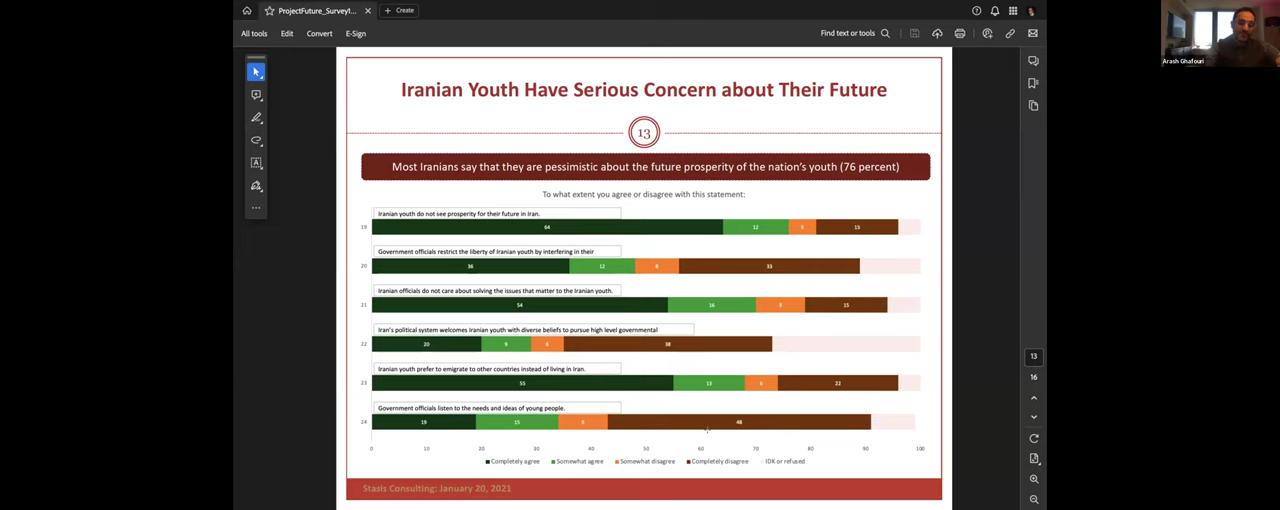 ProjectFuture_Survey1...
Create
All tools
Edit
Convert
E-Sign
Find text or tools
Arash Ghafouri
Iranian Youth Have Serious Concern about Their Future
13
Most Iranians say that they are pessimistic about the future prosperity of the nation's youth (76 percent)
To what extent you agree or disagree with this statement:
Iranian youth do not see prosperity for their future in Iran.
19 64 12 5 15
Government officials restrict the liberty of Iranian youth by interfering in their
20 36 12 8 33
Iranian officials do not care about solving the issues that matter to the Iranian youth.
21 54 16 9 15
Iran's political system welcomes Iranian youth with diverse beliefs to pursue high level governmental
22 20 9 6 38
Iranian youth prefer to emigrate to other countries instead of living in Iran.
23 55 13 6 22
Government officials listen to the needs and ideas of young people.
24 19 15 9 48
0 10 20 30 40 50 60 70 80 90 100
Completely agree Somewhat agree Somewhat disagree Completely disagree IDK or refused
Stasis Consulting: January 20, 2021
13
16